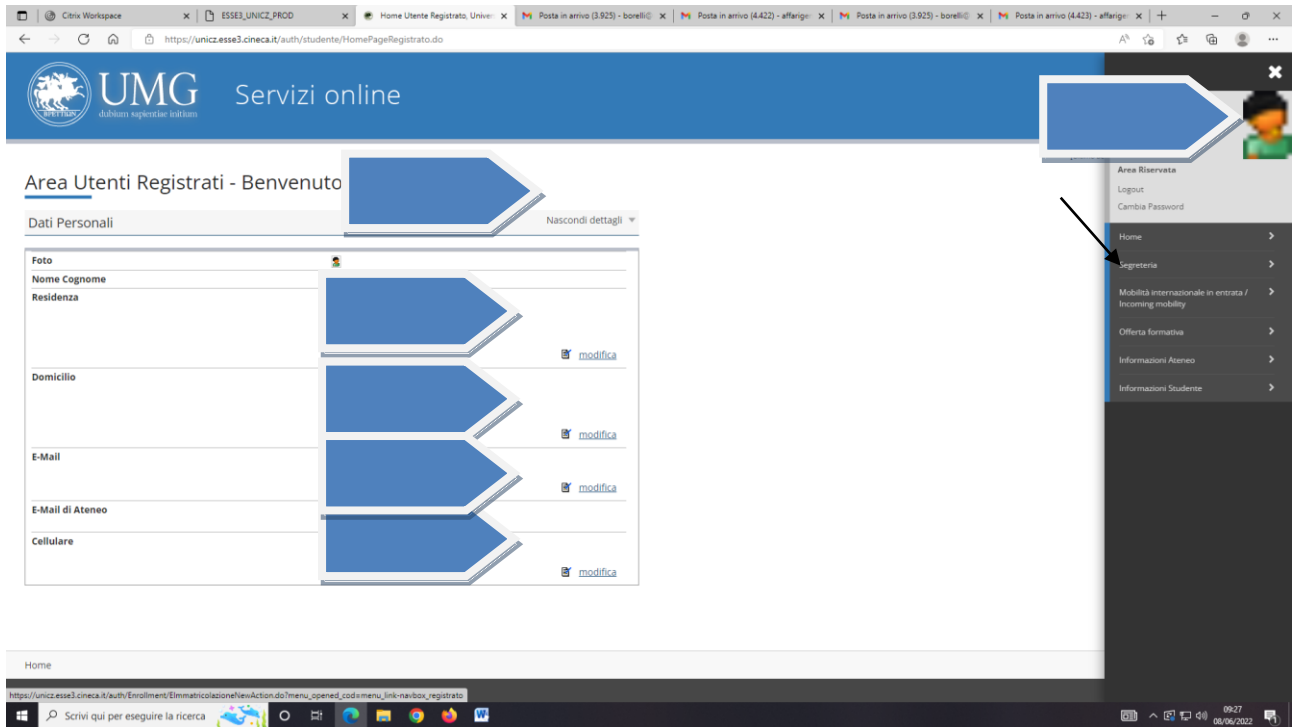 Citrix Workspace
ESSE3_UNICZ_PROD
Home Utente Registrato, Univer
Posta in arrivo (3.925) - borelli@
Posta in arrivo (4.422) - affarige
Posta in arrivo (3.925) - borelli@
Posta in arrivo (4.423) - affarige
https://unicz.esse3.cineca.it/auth/studente/HomePageRegistrato.do
UMG
dubium sapientiae initium
Servizi online
Area Riservata
Logout
Cambia Password
Home
Segreteria
Mobilità internazionale in entrata /
Incoming mobility
Offerta formativa
Informazioni Ateneo
Informazioni Studente
Area Utenti Registrati - Benvenuto
Dati Personali
Nascondi dettagli
Foto
Nome Cognome
Residenza
modifica
Domicilio
modifica
E-Mail
modifica
E-Mail di Ateneo
Cellulare
modifica
Home
https://unicz.esse3.cineca.it/auth/Enrollment/EImmatricolazioneNewAction.do?menu_opened_cod=menu_link-navbox_registrato
Scrivi qui per eseguire la ricerca
09:27
08/06/2022